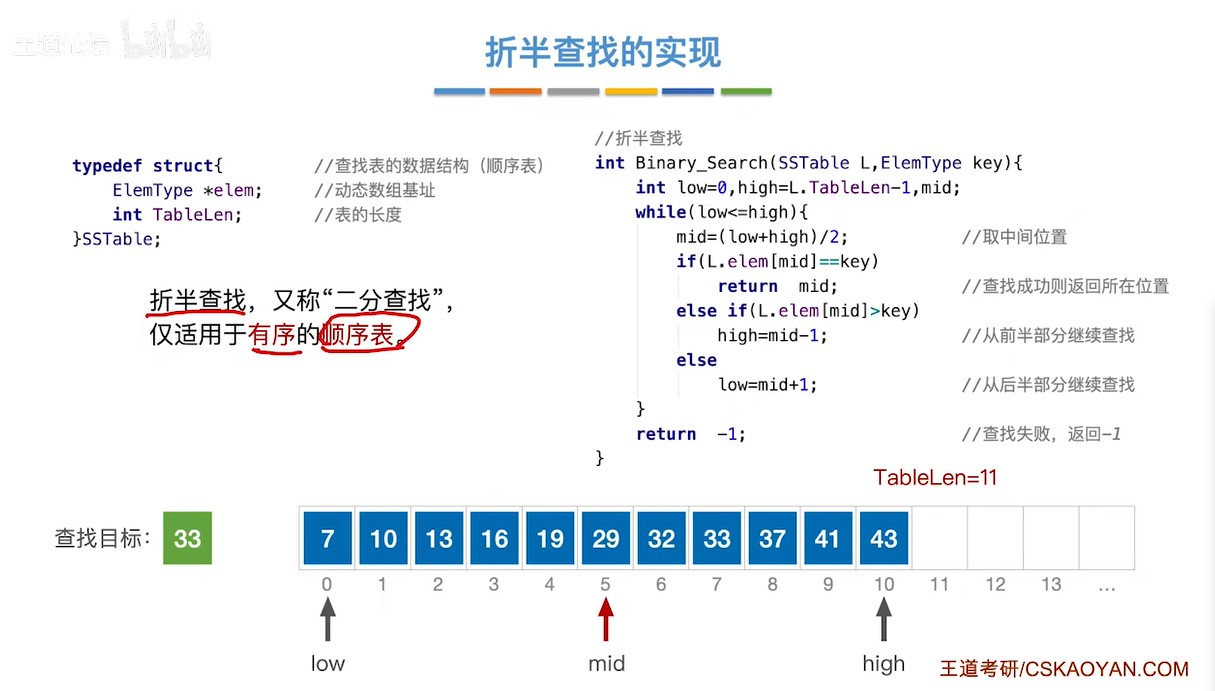 王道论坛 bilibili
折半查找的实现
typedef struct{ //查找表的数据结构（顺序表）
ElemType *elem; //动态数组基址
int TableLen; //表的长度
}SSTable;
折半查找，又称“二分查找”，
仅适用于有序的顺序表。
//折半查找
int Binary_Search(SSTable L,ElemType key){
int low=0,high=L.TableLen-1,mid;
while(low<=high){
mid=(low+high)/2; //取中间位置
if(L.elem[mid]==key)
return mid; //查找成功则返回所在位置
else if(L.elem[mid]>key)
high=mid-1; //从前半部分继续查找
else
low=mid+1; //从后半部分继续查找
}
return -1; //查找失败，返回-1
}
TableLen=11
查找目标： 33 7 10 13 16 19 29 32 33 37 41 43
0 1 2 3 4 5 6 7 8 9 10 11 12 13 ...
low mid high
王道考研/CSKAOYAN.COM